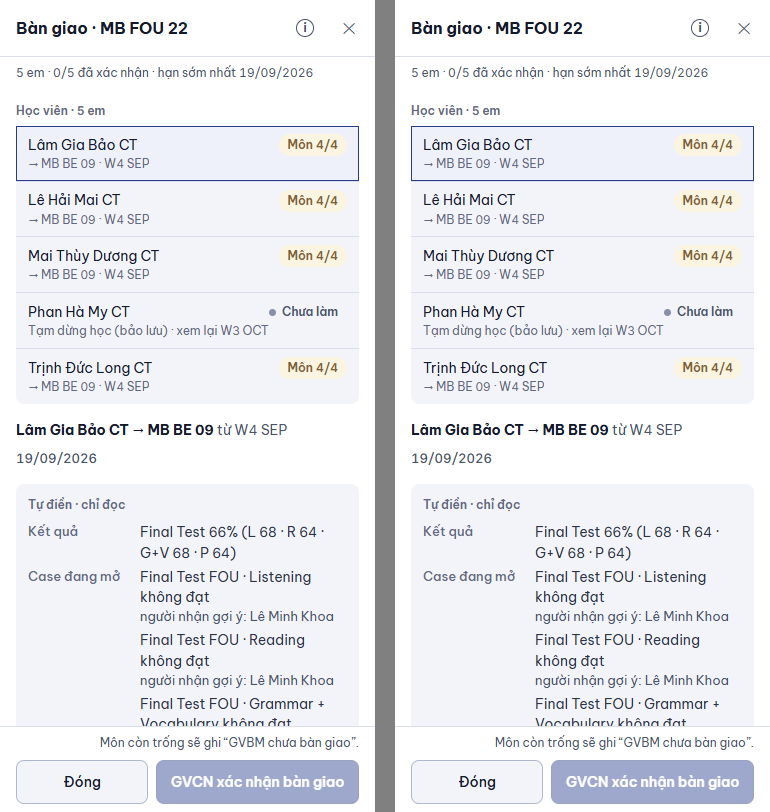 Bàn giao · MB FOU 22
5 em · 0/5 đã xác nhận · hạn sớm nhất 19/09/2026
Học viên · 5 em
Lâm Gia Bảo CT
Môn 4/4
→ MB BE 09 · W4 SEP
Lê Hải Mai CT
Môn 4/4
→ MB BE 09 · W4 SEP
Mai Thùy Dương CT
Môn 4/4
→ MB BE 09 · W4 SEP
Phan Hà My CT
Chưa làm
Tạm dừng học (bảo lưu) · xem lại W3 OCT
Trịnh Đức Long CT
Môn 4/4
→ MB BE 09 · W4 SEP
Lâm Gia Bảo CT → MB BE 09 từ W4 SEP
19/09/2026
Tự điền · chỉ đọc
Kết quả
Final Test 66% (L 68 · R 64 ·
G+V 68 · P 64)
Case đang mở
Final Test FOU · Listening
không đạt
người nhận gợi ý: Lê Minh Khoa
Final Test FOU · Reading
không đạt
người nhận gợi ý: Lê Minh Khoa
Final Test FOU · Grammar +
Vocabulary không đạt
Môn còn trống sẽ ghi “GVBM chưa bàn giao”.
Đóng
GVCN xác nhận bàn giao
Bàn giao · MB FOU 22
5 em · 0/5 đã xác nhận · hạn sớm nhất 19/09/2026
Học viên · 5 em
Lâm Gia Bảo CT
Môn 4/4
→ MB BE 09 · W4 SEP
Lê Hải Mai CT
Môn 4/4
→ MB BE 09 · W4 SEP
Mai Thùy Dương CT
Môn 4/4
→ MB BE 09 · W4 SEP
Phan Hà My CT
Chưa làm
Tạm dừng học (bảo lưu) · xem lại W3 OCT
Trịnh Đức Long CT
Môn 4/4
→ MB BE 09 · W4 SEP
Lâm Gia Bảo CT → MB BE 09 từ W4 SEP
19/09/2026
Tự điền · chỉ đọc
Kết quả
Final Test 66% (L 68 · R 64 ·
G+V 68 · P 64)
Case đang mở
Final Test FOU · Listening
không đạt
người nhận gợi ý: Lê Minh Khoa
Final Test FOU · Reading
không đạt
người nhận gợi ý: Lê Minh Khoa
Final Test FOU · Grammar +
Vocabulary không đạt
Môn còn trống sẽ ghi “GVBM chưa bàn giao”.
Đóng
GVCN xác nhận bàn giao